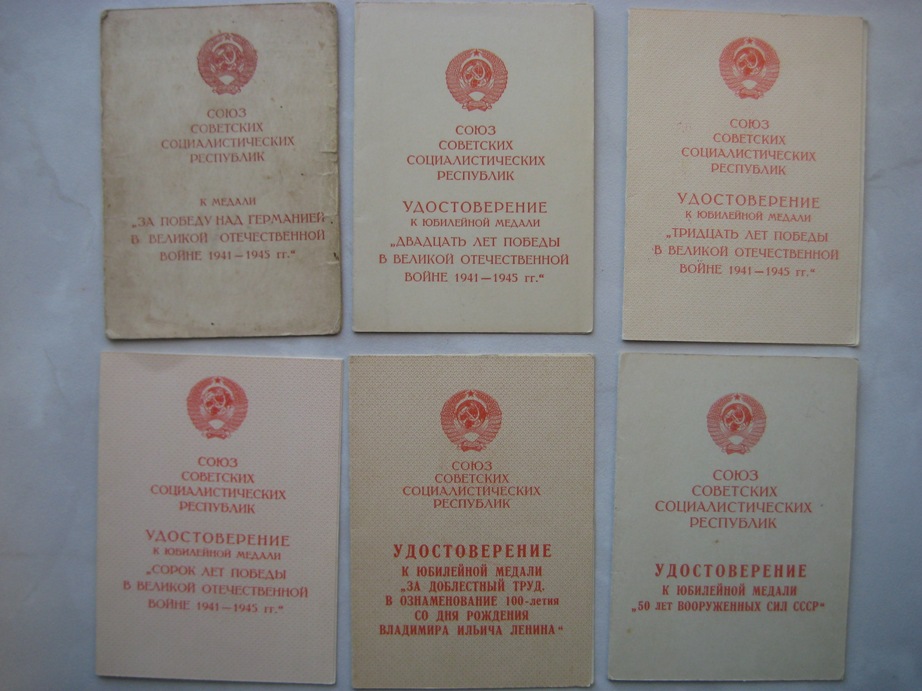 СОЮЗ
СОВЕТСКИХ
СОЦИАЛИСТИЧЕСКИХ
РЕСПУБЛИК
К МЕДАЛИ
„ЗА ПОБЕДУ НАД ГЕРМАНИЕЙ
В ВЕЛИКОЙ ОТЕЧЕСТВЕННОЙ
ВОЙНЕ 1941—1945 гг.“
СОЮЗ
СОВЕТСКИХ
СОЦИАЛИСТИЧЕСКИХ
РЕСПУБЛИК
УДОСТОВЕРЕНИЕ
К ЮБИЛЕЙНОЙ МЕДАЛИ
„ДВАДЦАТЬ ЛЕТ ПОБЕДЫ
В ВЕЛИКОЙ ОТЕЧЕСТВЕННОЙ
ВОЙНЕ 1941—1945 гг.“
СОЮЗ
СОВЕТСКИХ
СОЦИАЛИСТИЧЕСКИХ
РЕСПУБЛИК
УДОСТОВЕРЕНИЕ
К ЮБИЛЕЙНОЙ МЕДАЛИ
„ТРИДЦАТЬ ЛЕТ ПОБЕДЫ
В ВЕЛИКОЙ ОТЕЧЕСТВЕННОЙ
ВОЙНЕ 1941—1945 гг.“
СОЮЗ
СОВЕТСКИХ
СОЦИАЛИСТИЧЕСКИХ
РЕСПУБЛИК
УДОСТОВЕРЕНИЕ
К ЮБИЛЕЙНОЙ МЕДАЛИ
„СОРОК ЛЕТ ПОБЕДЫ
В ВЕЛИКОЙ ОТЕЧЕСТВЕННОЙ
ВОЙНЕ 1941—1945 гг.“
СОЮЗ
СОВЕТСКИХ
СОЦИАЛИСТИЧЕСКИХ
РЕСПУБЛИК
УДОСТОВЕРЕНИЕ
К ЮБИЛЕЙНОЙ МЕДАЛИ
„ЗА ДОБЛЕСТНЫЙ ТРУД.
В ОЗНАМЕНОВАНИЕ 100-летия
СО ДНЯ РОЖДЕНИЯ
ВЛАДИМИРА ИЛЬИЧА ЛЕНИНА“
СОЮЗ
СОВЕТСКИХ
СОЦИАЛИСТИЧЕСКИХ
РЕСПУБЛИК
УДОСТОВЕРЕНИЕ
К ЮБИЛЕЙНОЙ МЕДАЛИ
„50 ЛЕТ ВООРУЖЕННЫХ СИЛ СССР“